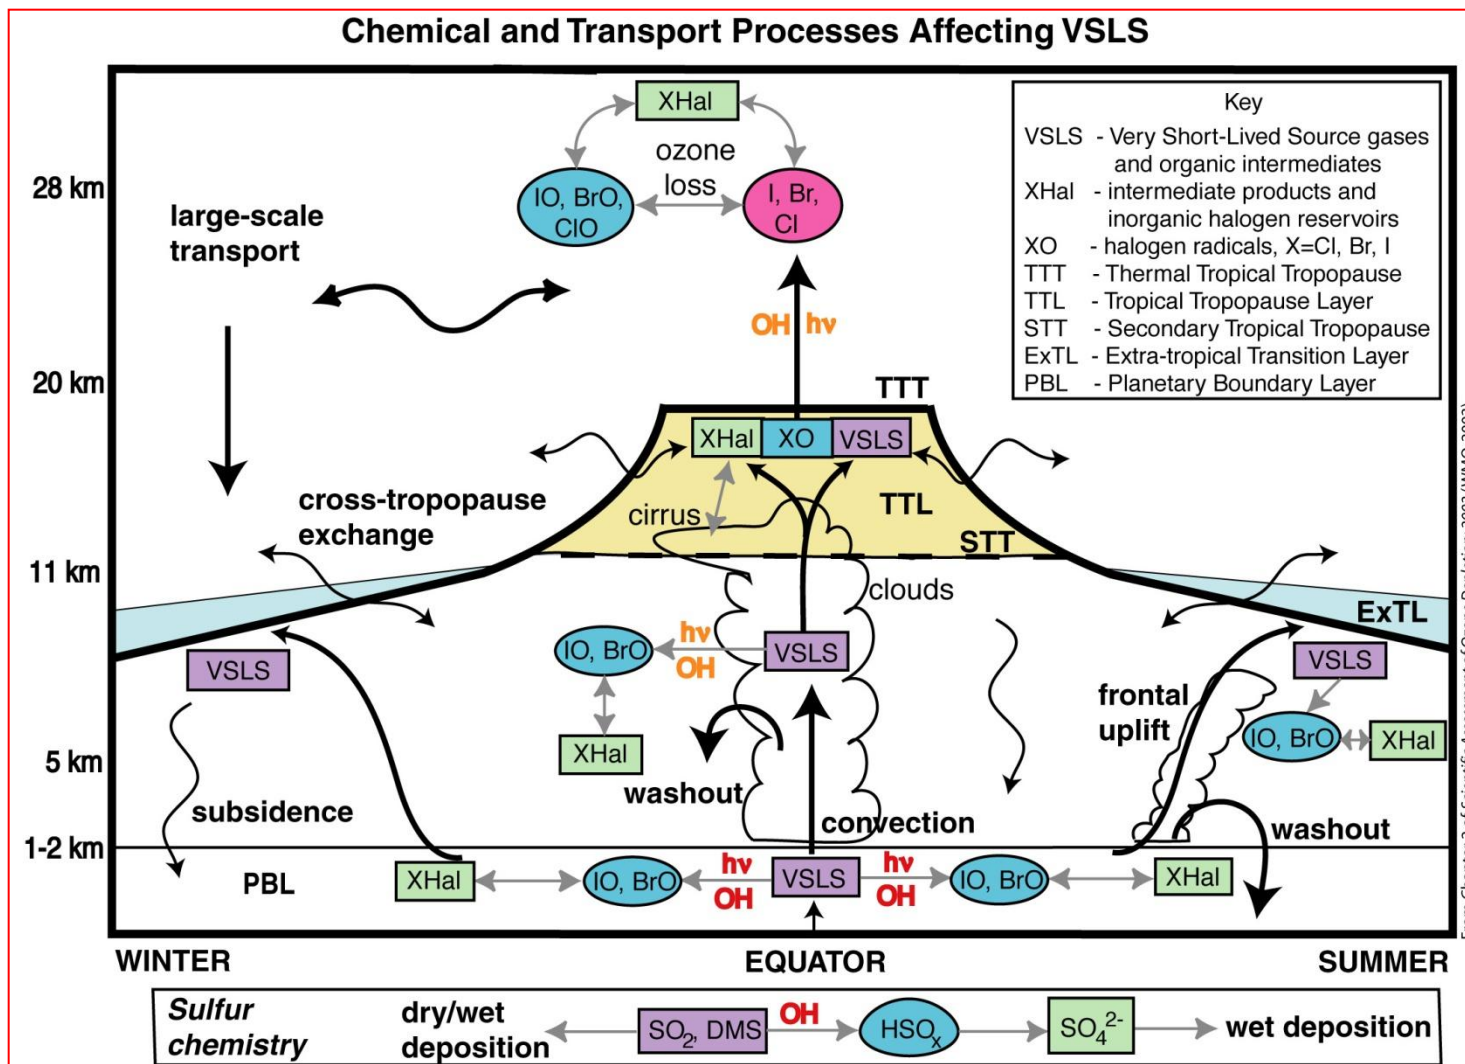 Chemical and Transport Processes Affecting VSLS
Key
VSLS - Very Short-Lived Source gases
and organic intermediates
XHal - intermediate products and
inorganic halogen reservoirs
XO - halogen radicals, X=Cl, Br, I
TTT - Thermal Tropical Tropopause
TTL - Tropical Tropopause Layer
STT - Secondary Tropical Tropopause
ExTL - Extra-tropical Transition Layer
PBL - Planetary Boundary Layer
XHal
ozone
loss
28 km
IO, BrO,
ClO
I, Br,
Cl
large-scale
transport
OH hν
20 km
TTT
XHal XO VSLS
cross-tropopause
exchange
cirrus
TTL
STT
11 km
clouds
ExTL
hν
IO, BrO
OH
VSLS
VSLS
VSLS
frontal
uplift
IO, BrO
XHal
XHal
5 km
washout
subsidence
convection
washout
1-2 km
PBL
XHal
IO, BrO
hν
OH
VSLS
hν
OH
IO, BrO
XHal
WINTER
EQUATOR
SUMMER
Sulfur
chemistry
dry/wet
deposition
SO2, DMS
OH
HSOx
SO4 2-
wet deposition